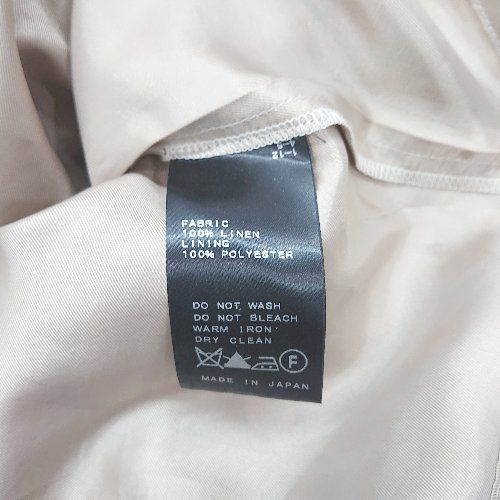 FABRIC
100% LINEN
LINING
100% POLYESTER
DO NOT WASH
DO NOT BLEACH
WARM IRON
DRY CLEAN
F
MADE IN JAPAN